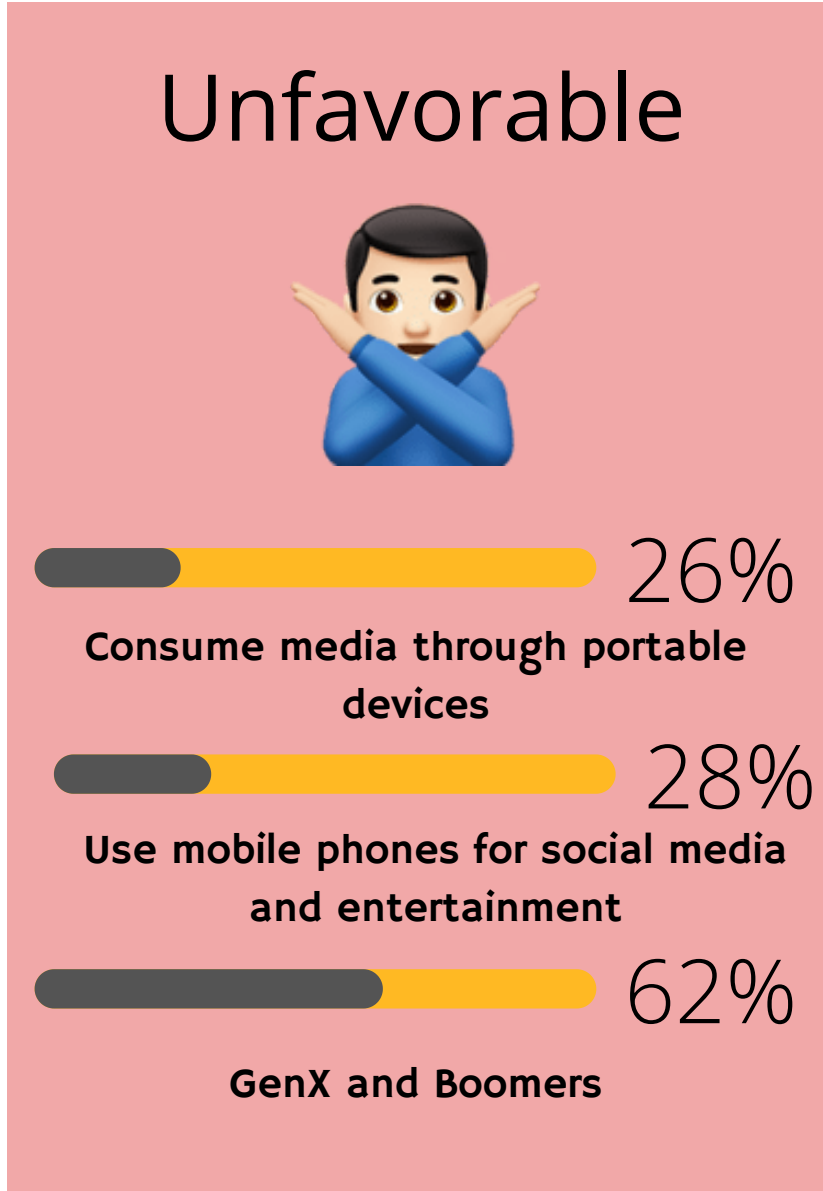 Unfavorable
26%
Consume media through portable
devices
28%
Use mobile phones for social media
and entertainment
62%
GenX and Boomers